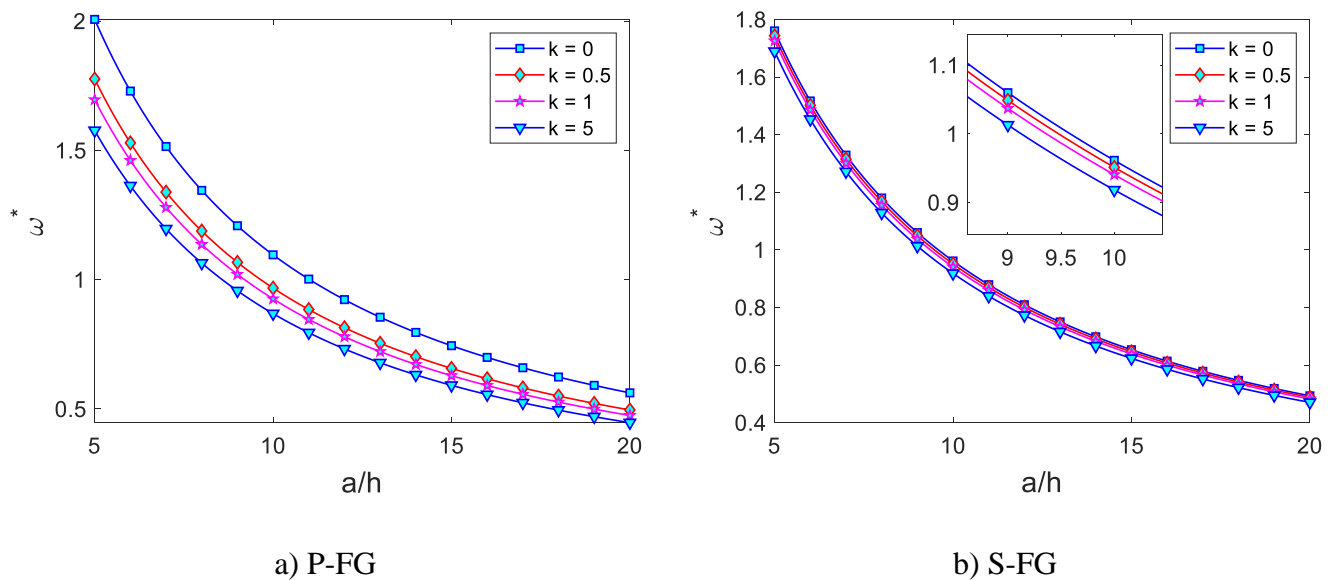 2
1.5
1
0.5
5
10
15
20
ω*
a/h
k = 0
k = 0.5
k = 1
k = 5
a) P-FG
1.8
1.6
1.4
1.2
1
0.8
0.6
0.4
5
10
15
20
ω*
a/h
1.1
1
0.9
9
9.5
10
k = 0
k = 0.5
k = 1
k = 5
b) S-FG